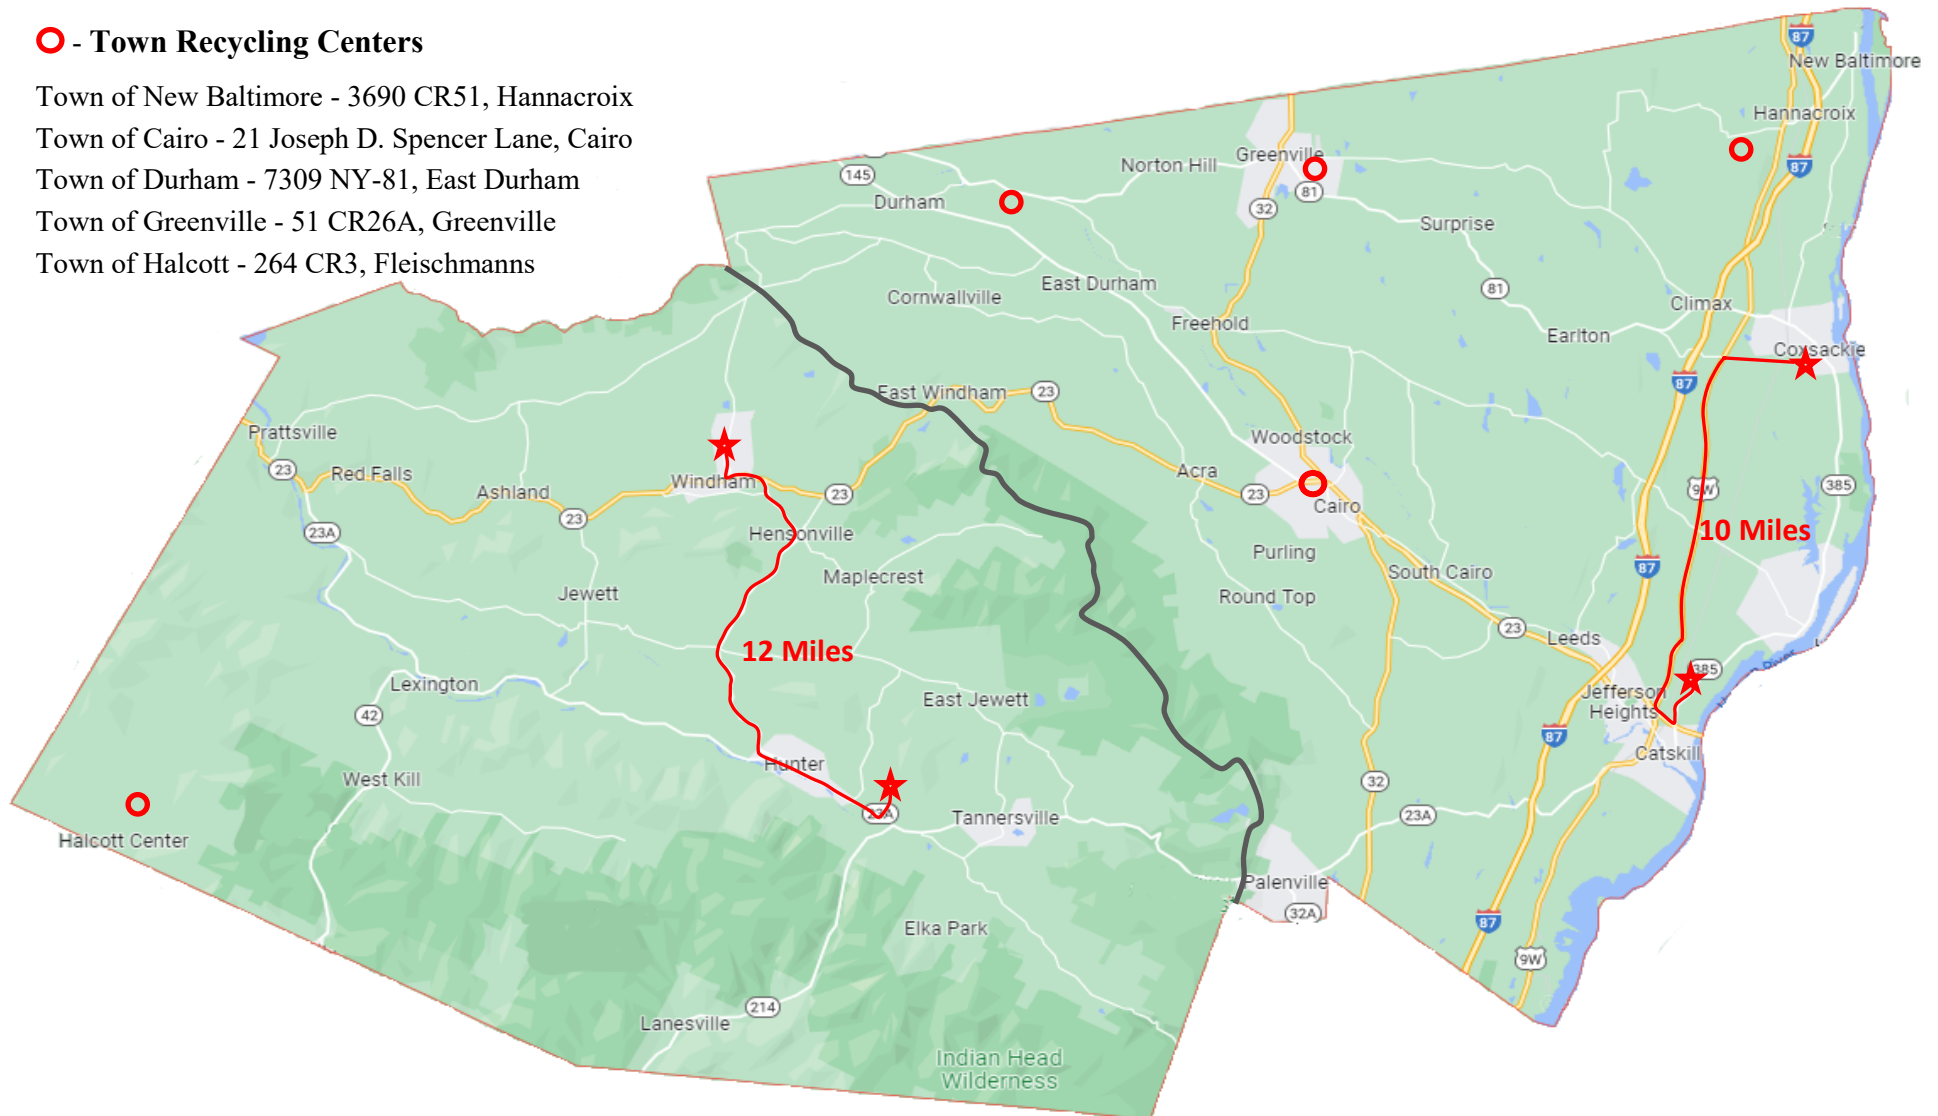 - Town Recycling Centers
Town of New Baltimore - 3690 CR51, Hannacroix
Town of Cairo - 21 Joseph D. Spencer Lane, Cairo
Town of Durham - 7309 NY-81, East Durham
Town of Greenville - 51 CR26A, Greenville
Town of Halcott - 264 CR3, Fleischmanns
87
New Baltimore
Hannacroix
Greenville
Norton Hill
87
145
81
Durham
32
Surprise
East Durham
81
Cornwallville
Climax
Freehold
Earlton
Coxsackie
87
East Windham
23
Prattsville
Woodstock
23
Red Falls
Windham
Acra
385
Ashland
23
23
9W
Cairo
23
23A
Hensonville
10 Miles
Purling
87
South Cairo
Maplecrest
Jewett
Round Top
23
Leeds
12 Miles
River
385
Lexington
Jefferson
Heights
East Jewett
42
87
Catskill
Hunter
West Kill
32
23A
23A
Tannersville
Halcott Center
Palenville
32A
87
Elka Park
9W
214
Lanesville
Indian Head
Wilderness